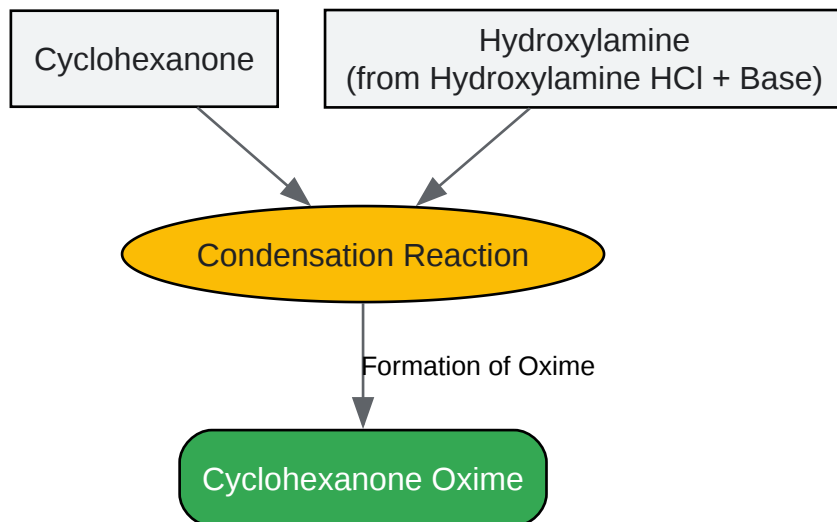 Cyclohexanone
Hydroxylamine
(from Hydroxylamine HCl + Base)
Condensation Reaction
Formation of Oxime
Cyclohexanone Oxime